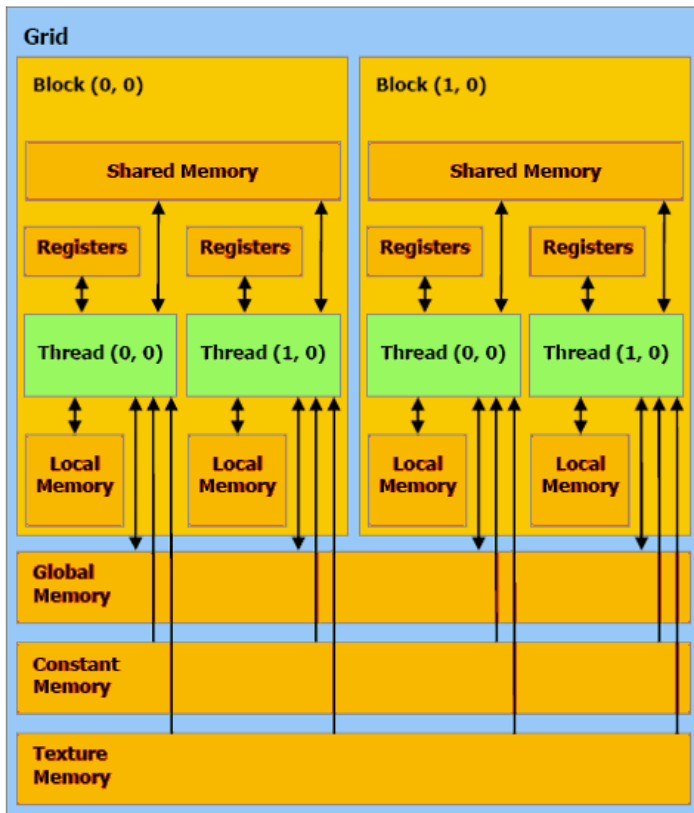 Grid
Block (0, 0)
Shared Memory
Registers
Registers
Thread (0, 0)
Thread (1, 0)
Local
Memory
Local
Memory
Block (1, 0)
Shared Memory
Registers
Registers
Thread (0, 0)
Thread (1, 0)
Local
Memory
Local
Memory
Global
Memory
Constant
Memory
Texture
Memory